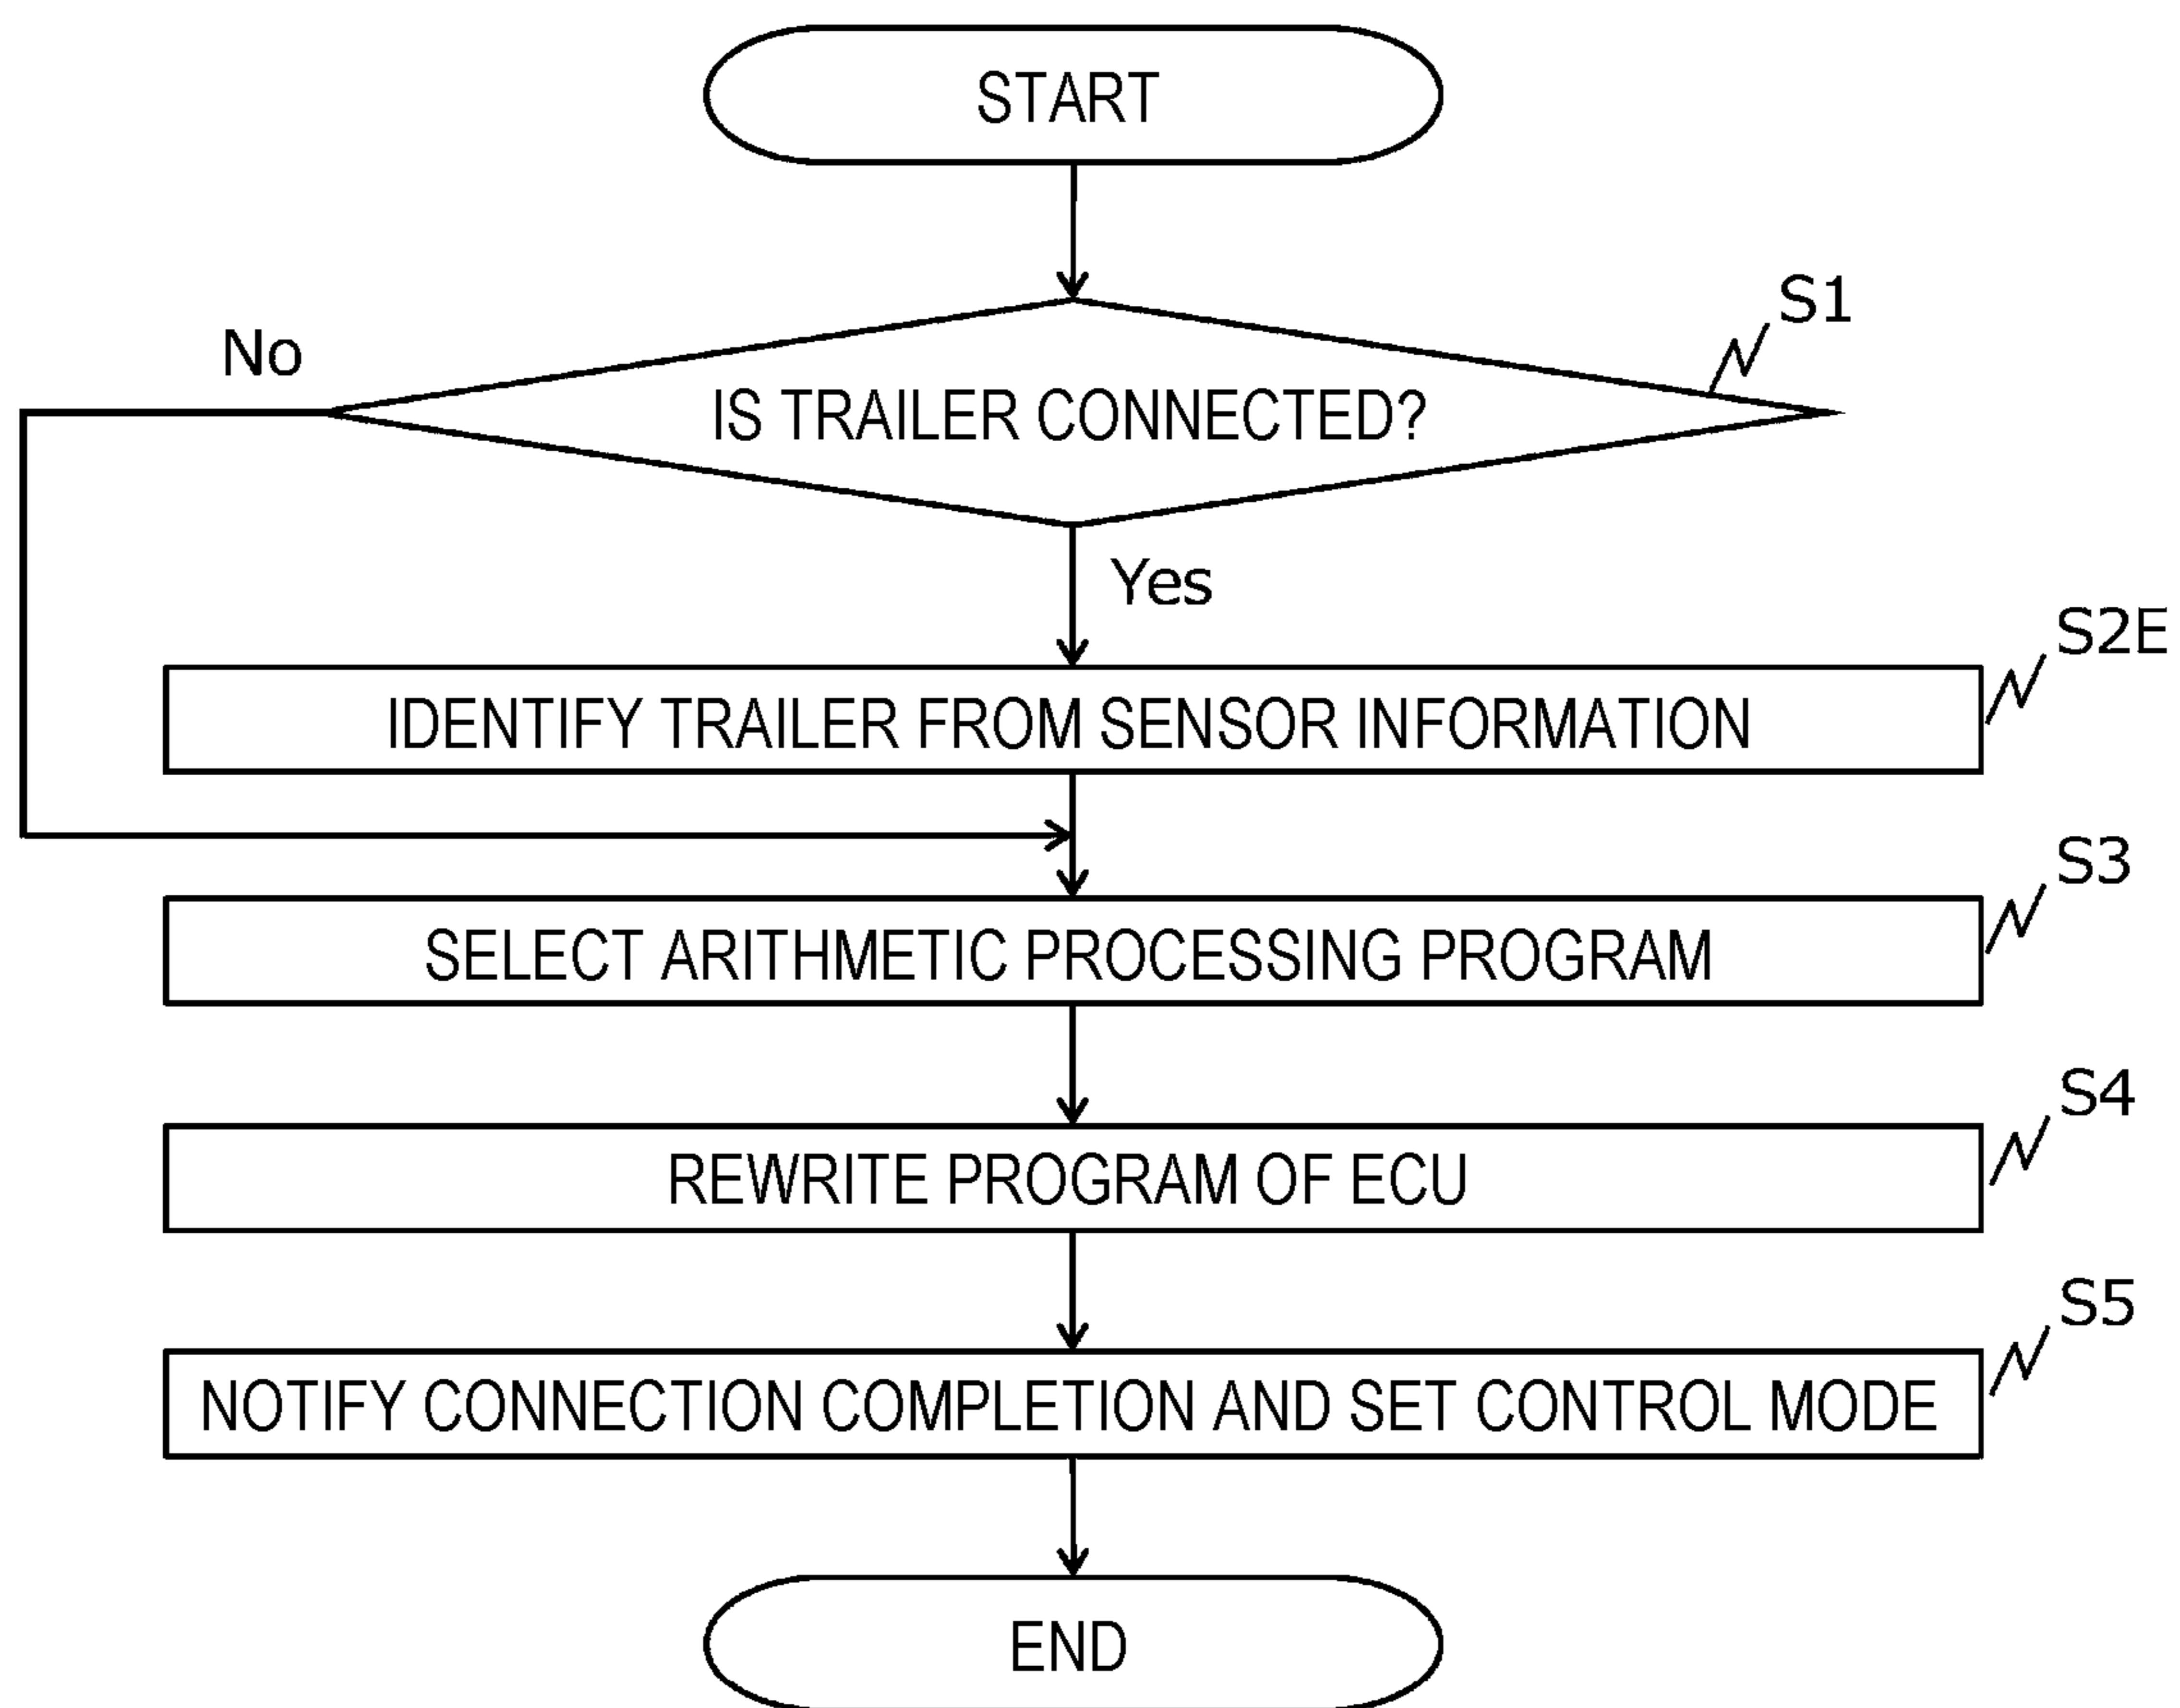 START
S1
No
IS TRAILER CONNECTED?
Yes
S2E
IDENTIFY TRAILER FROM SENSOR INFORMATION
S3
SELECT ARITHMETIC PROCESSING PROGRAM
S4
REWRITE PROGRAM OF ECU
S5
NOTIFY CONNECTION COMPLETION AND SET CONTROL MODE
END